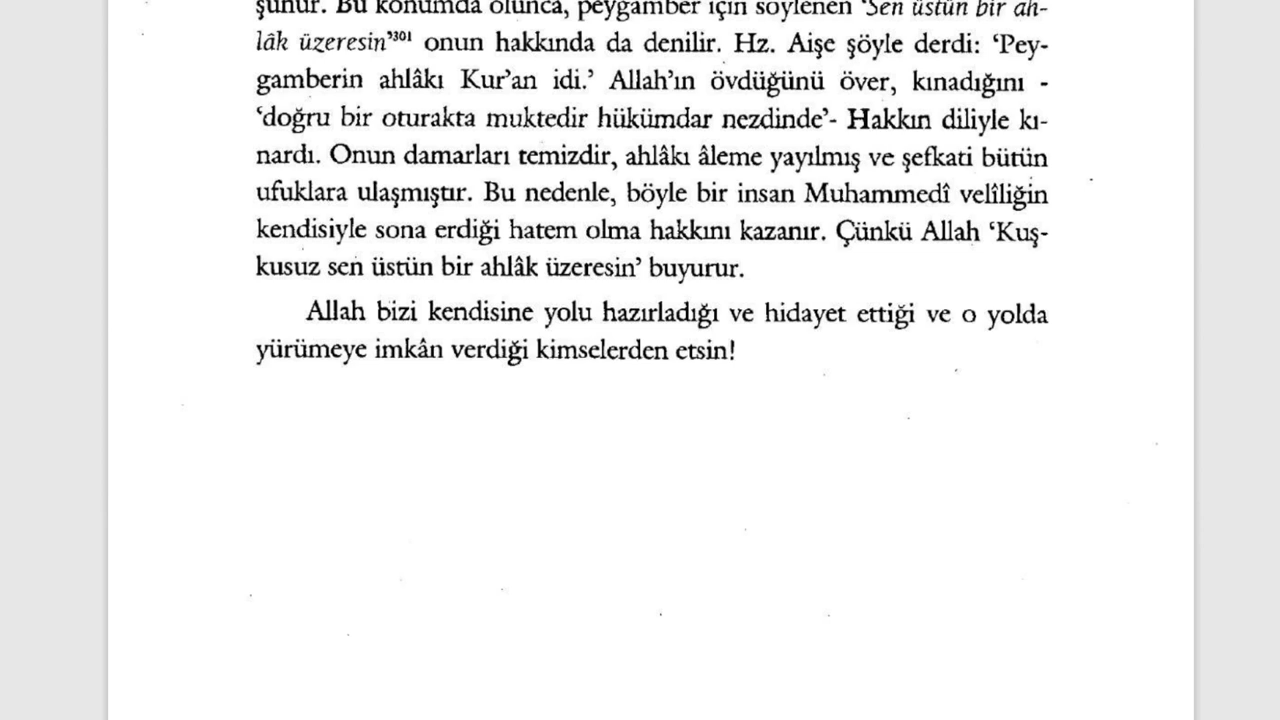 şünür. Bu konumda olunca, peygamber için söylenen ‘Sen üstün bir ah-
lâk üzeresin’³⁰¹ onun hakkında da denilir. Hz. Aişe şöyle derdi: ‘Pey-
gamberin ahlâkı Kur’an idi.’ Allah’ın övdüğünü över, kınadığını -
‘doğru bir oturakta muktedir hükümdar nezdinde’- Hakkın diliyle kı-
nardı. Onun damarları temizdir, ahlâkı âleme yayılmış ve şefkati bütün
ufuklara ulaşmıştır. Bu nedenle, böyle bir insan Muhammedî velîliğin
kendisiyle sona erdiği hatem olma hakkını kazanır. Çünkü Allah ‘Kuş-
kusuz sen üstün bir ahlâk üzeresin’ buyurur.
Allah bizi kendisine yolu hazırladığı ve hidayet ettiği ve o yolda
yürümeye imkân verdiği kimselerden etsin!